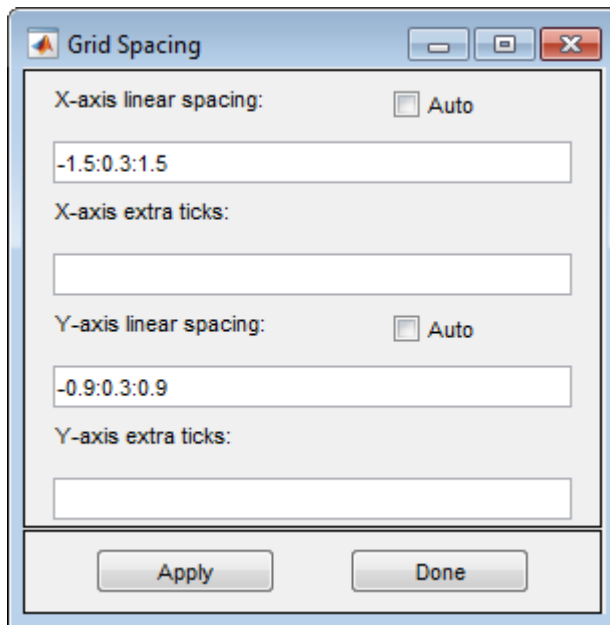 Grid Spacing
X-axis linear spacing:
Auto
-1.5:0.3:1.5
X-axis extra ticks:
Y-axis linear spacing:
Auto
-0.9:0.3:0.9
Y-axis extra ticks:
Apply
Done